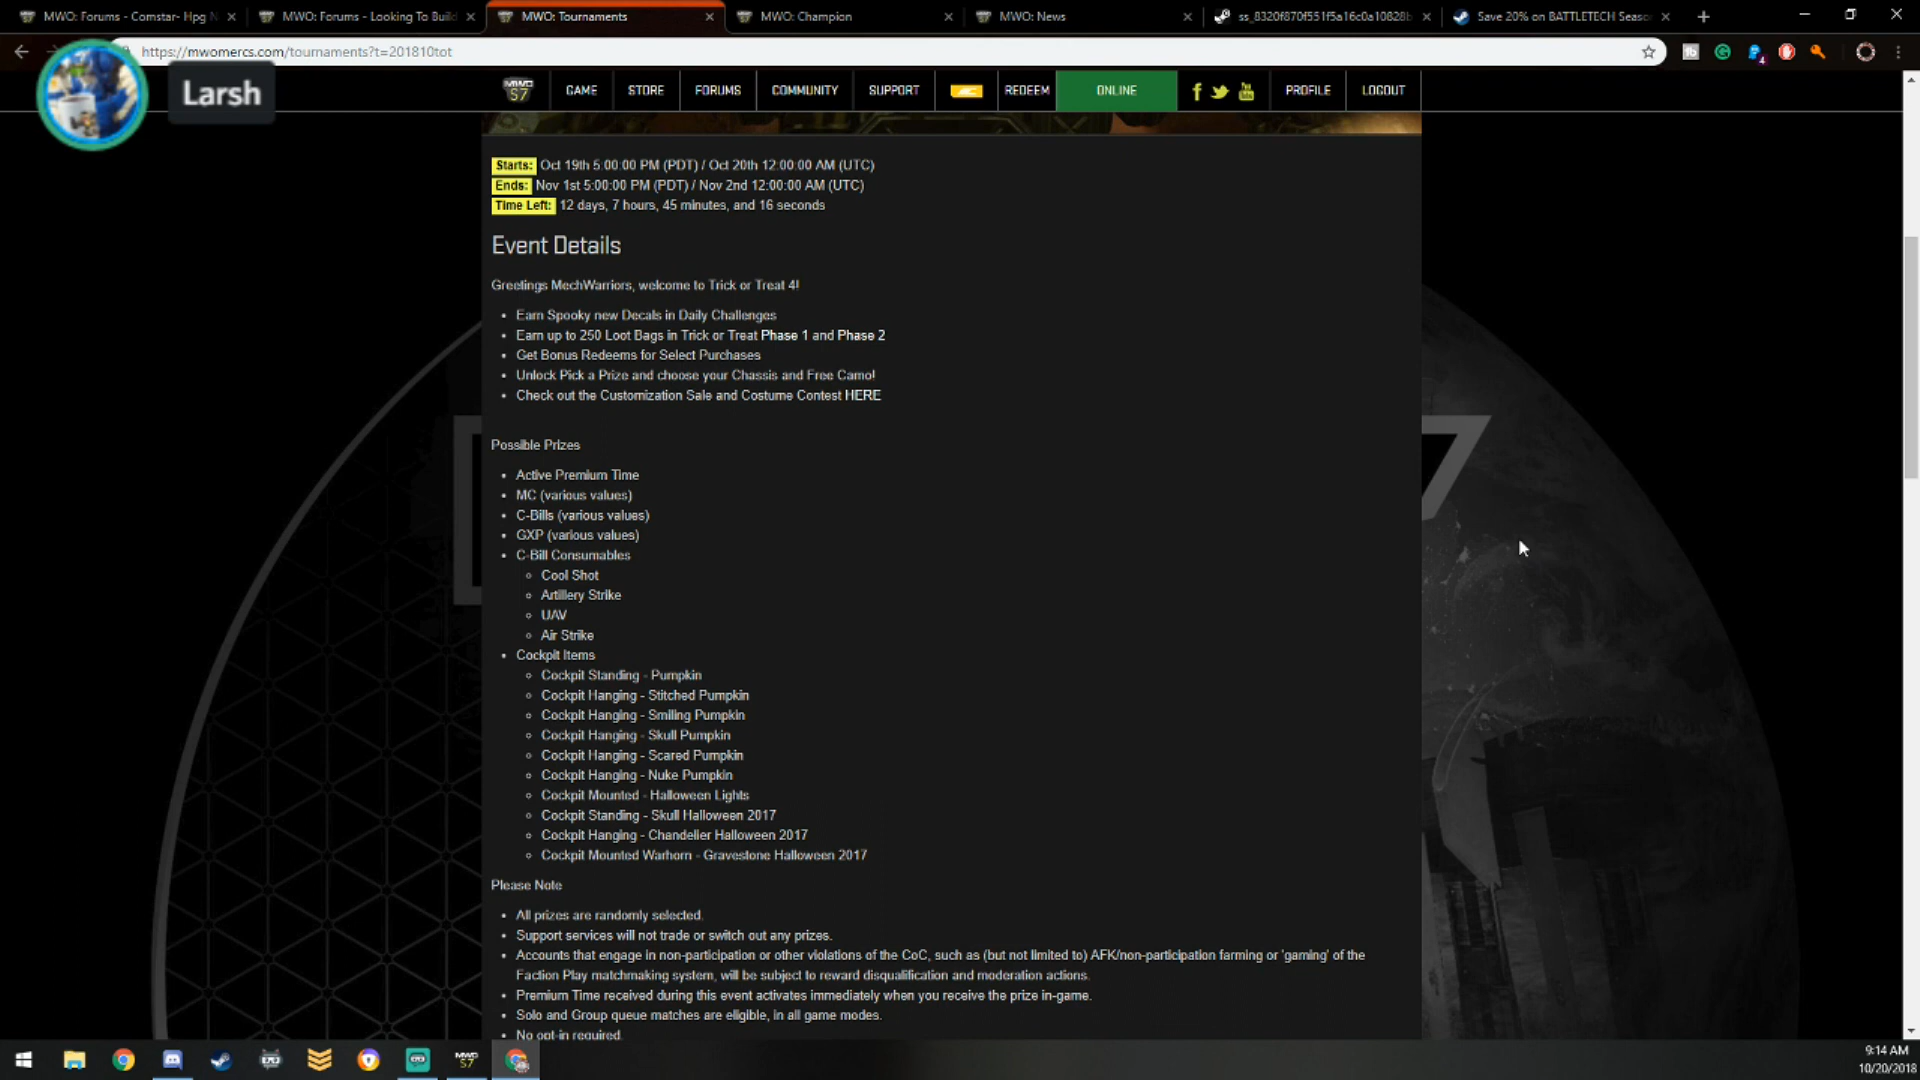 MWO: Forums - Comstar- Hpg N
MWO: Forums - Looking To Build
MWO: Tournaments
MWO: Champion
MWO: News
ss_8320f870f551f5a16c0a10828b
Save 20% on BATTLETECH Seaso
https://mwomercs.com/tournaments?t=201810tot
4
Larsh
MWO
S7
GAME
STORE
FORUMS
COMMUNITY
SUPPORT
REDEEM
ONLINE
PROFILE
LOGOUT
Starts: Oct 19th 5:00:00 PM (PDT) / Oct 20th 12:00:00 AM (UTC)
Ends: Nov 1st 5:00:00 PM (PDT) / Nov 2nd 12:00:00 AM (UTC)
Time Left: 12 days, 7 hours, 45 minutes, and 16 seconds
Event Details
Greetings MechWarriors, welcome to Trick or Treat 4!
• Earn Spooky new Decals in Daily Challenges
• Earn up to 250 Loot Bags in Trick or Treat Phase 1 and Phase 2
• Get Bonus Redeems for Select Purchases
• Unlock Pick a Prize and choose your Chassis and Free Camo!
• Check out the Customization Sale and Costume Contest HERE
Possible Prizes
• Active Premium Time
• MC (various values)
• C-Bills (various values)
• GXP (various values)
• C-Bill Consumables
◦ Cool Shot
◦ Artillery Strike
◦ UAV
◦ Air Strike
• Cockpit Items
◦ Cockpit Standing - Pumpkin
◦ Cockpit Hanging - Stitched Pumpkin
◦ Cockpit Hanging - Smiling Pumpkin
◦ Cockpit Hanging - Skull Pumpkin
◦ Cockpit Hanging - Scared Pumpkin
◦ Cockpit Hanging - Nuke Pumpkin
◦ Cockpit Mounted - Halloween Lights
◦ Cockpit Standing - Skull Halloween 2017
◦ Cockpit Hanging - Chandelier Halloween 2017
◦ Cockpit Mounted Warhorn - Gravestone Halloween 2017
Please Note
• All prizes are randomly selected.
• Support services will not trade or switch out any prizes.
• Accounts that engage in non-participation or other violations of the CoC, such as (but not limited to) AFK/non-participation farming or 'gaming' of the
Faction Play matchmaking system, will be subject to reward disqualification and moderation actions.
• Premium Time received during this event activates immediately when you receive the prize in-game.
• Solo and Group queue matches are eligible, in all game modes.
• No opt-in required.
MWO
S7
9:14 AM
10/20/2018